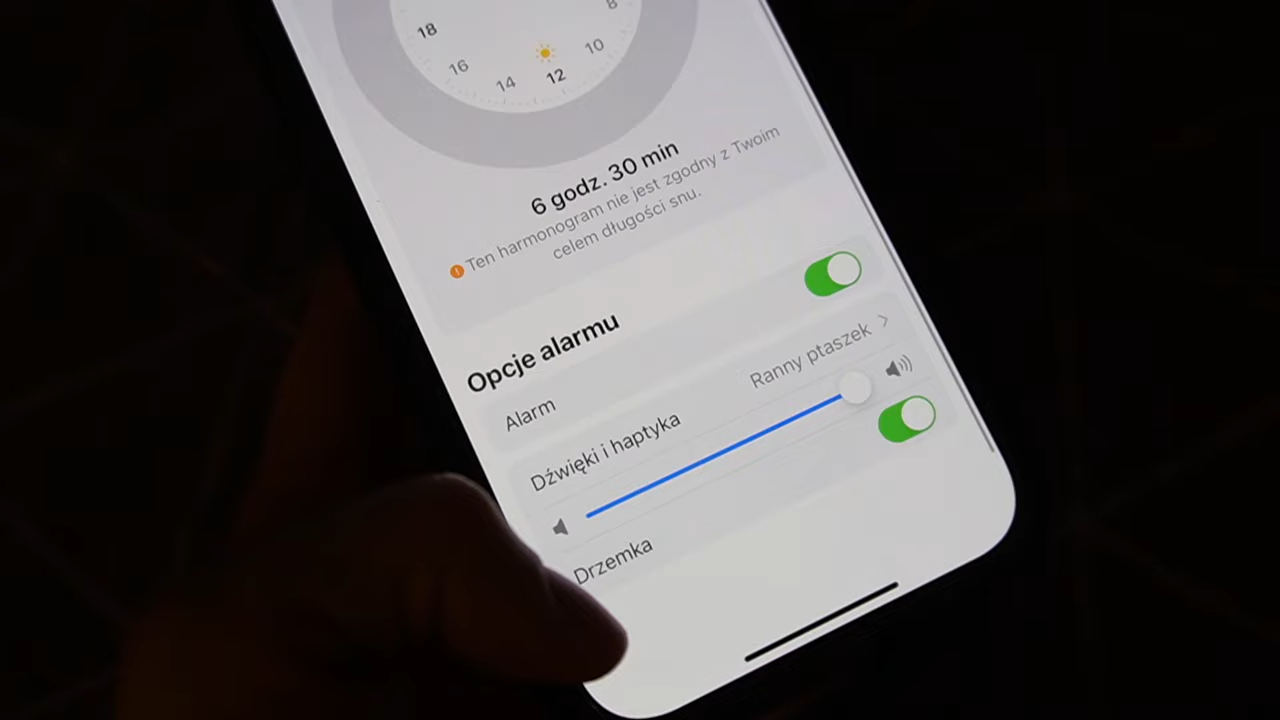 18
8
16
10
14
12
6 godz. 30 min
Ten harmonogram nie jest zgodny z Twoim
celem długości snu.
Opcje alarmu
Alarm
Dźwięki i haptyka
Ranny ptaszek
Drzemka